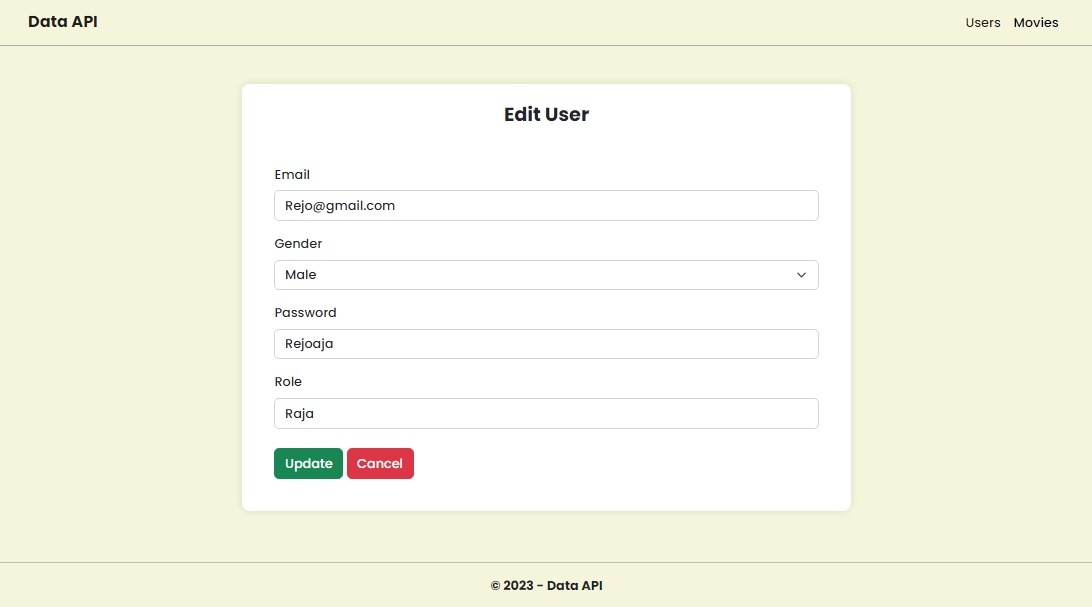 Data API
Users Movies
Edit User
Email
Rejo@gmail.com
Gender
Male
Password
Rejoaja
Role
Raja
Update Cancel
© 2023 - Data API